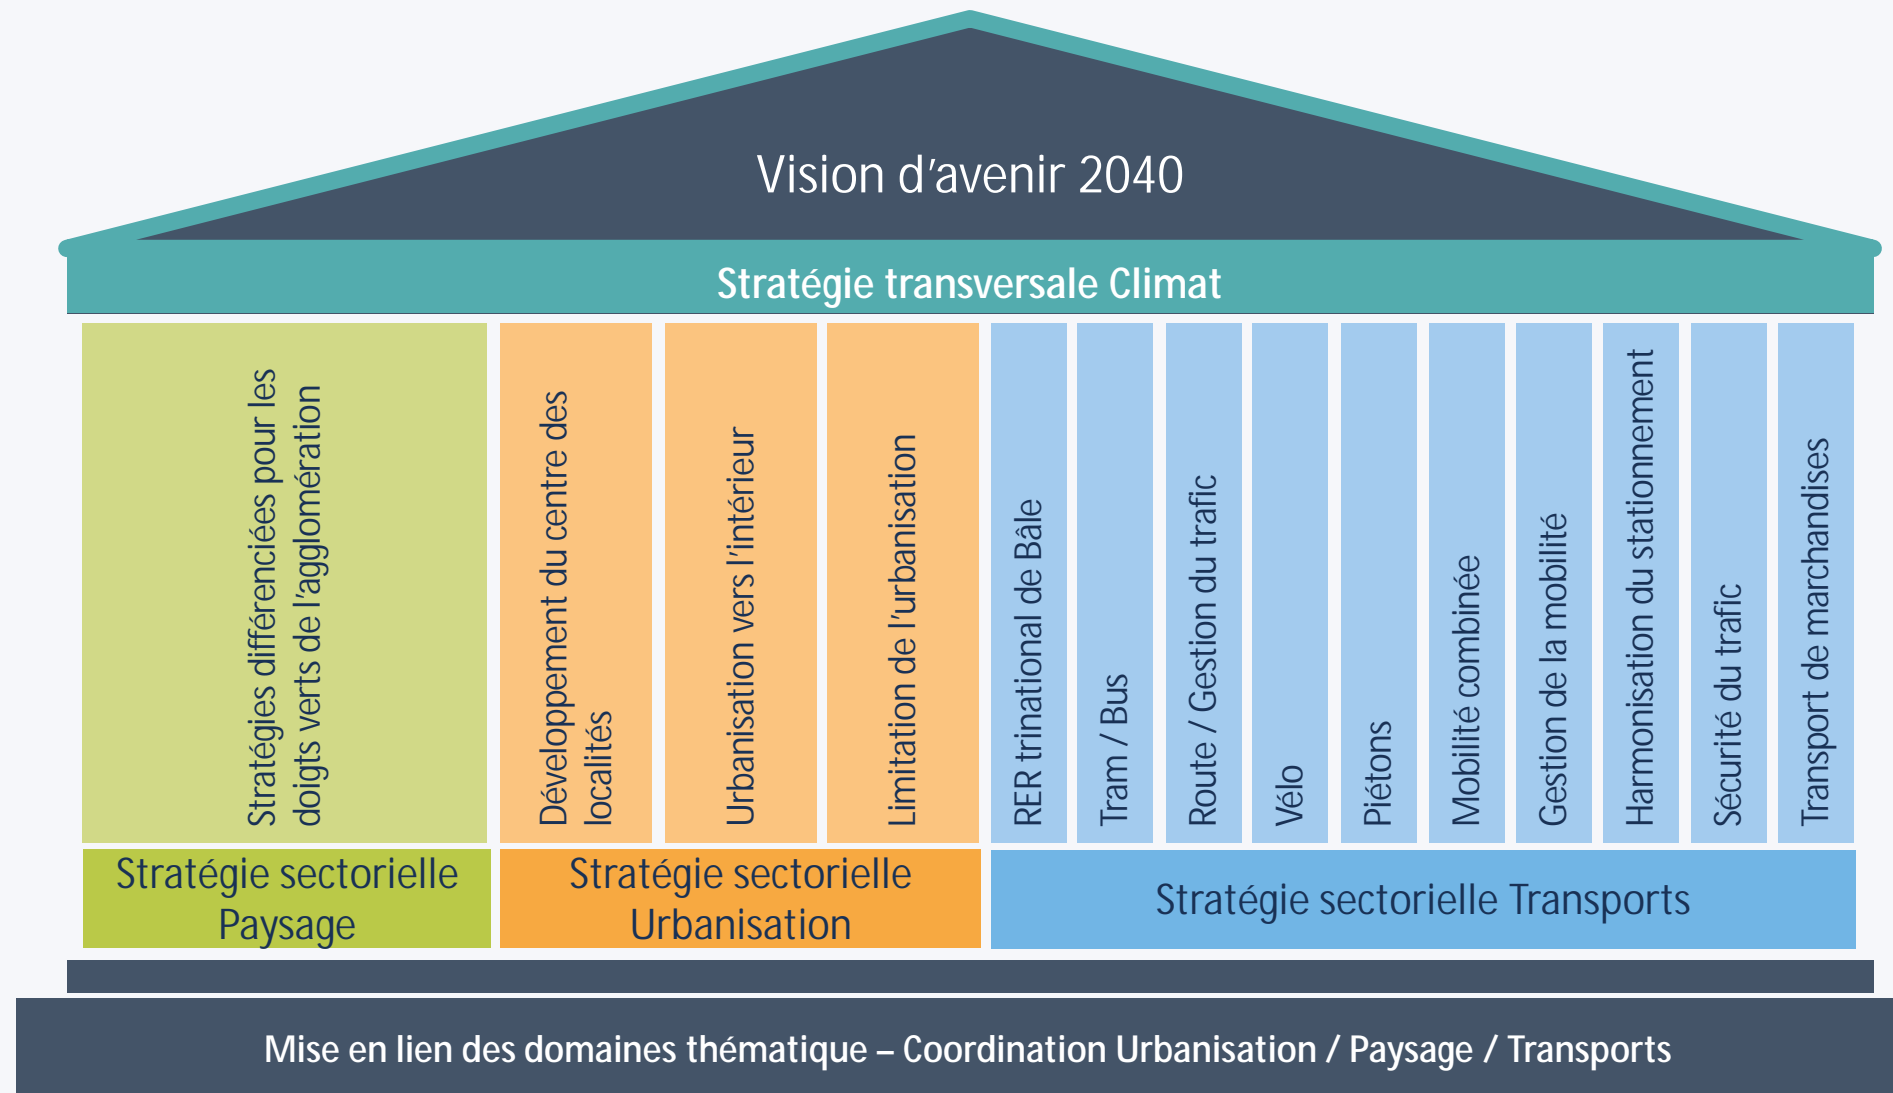 Vision d’avenir 2040
Stratégie transversale Climat
Stratégies différenciées pour les
doigts verts de l’agglomération
Développement du centre des
localités
Urbanisation vers l’intérieur
Limitation de l’urbanisation
RER trinational de Bâle
Tram / Bus
Route / Gestion du trafic
Vélo
Piétons
Mobilité combinée
Gestion de la mobilité
Harmonisation du stationnement
Sécurité du trafic
Transport de marchandises
Stratégie sectorielle
Paysage
Stratégie sectorielle
Urbanisation
Stratégie sectorielle Transports
Mise en lien des domaines thématique – Coordination Urbanisation / Paysage / Transports